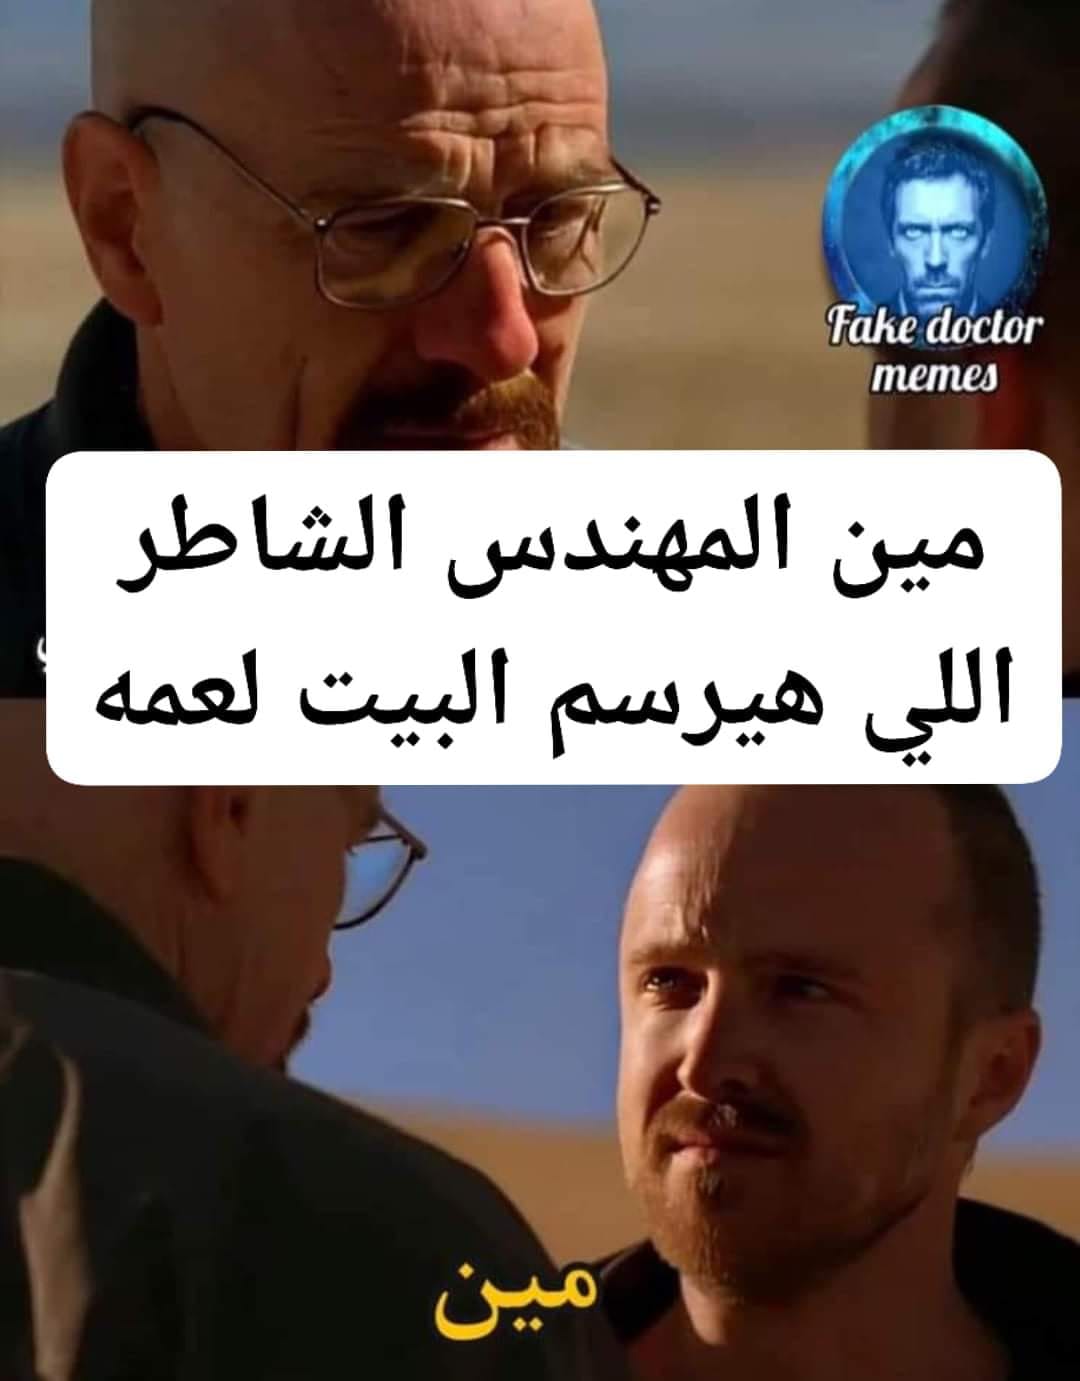 Fake doctor
memes
مين المهندس الشاطر
اللي هيرسم البيت لعمه
مين